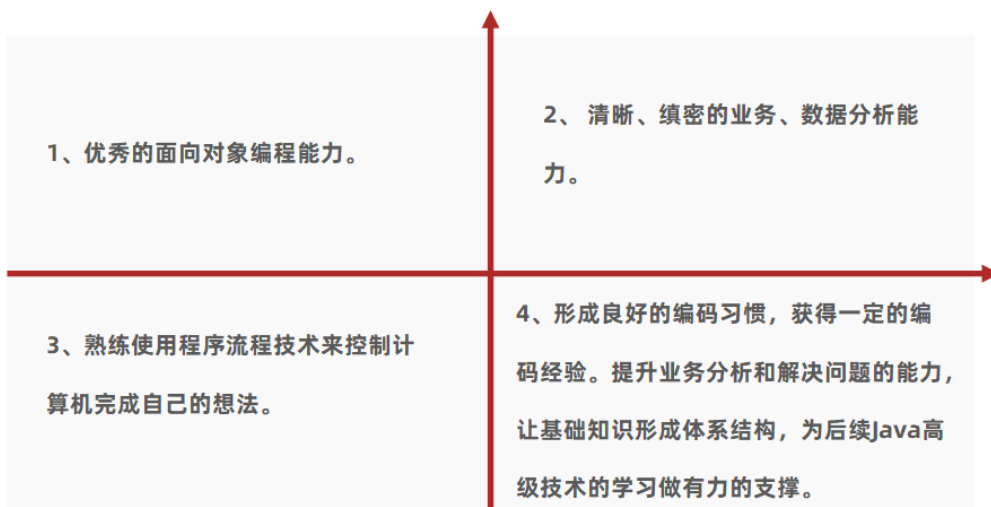 1、优秀的面向对象编程能力。
2、 清晰、缜密的业务、数据分析能
力。
3、熟练使用程序流程技术来控制计
算机完成自己的想法。
4、形成良好的编码习惯，获得一定的编
码经验。提升业务分析和解决问题的能力，
让基础知识形成体系结构，为后续Java高
级技术的学习做有力的支撑。